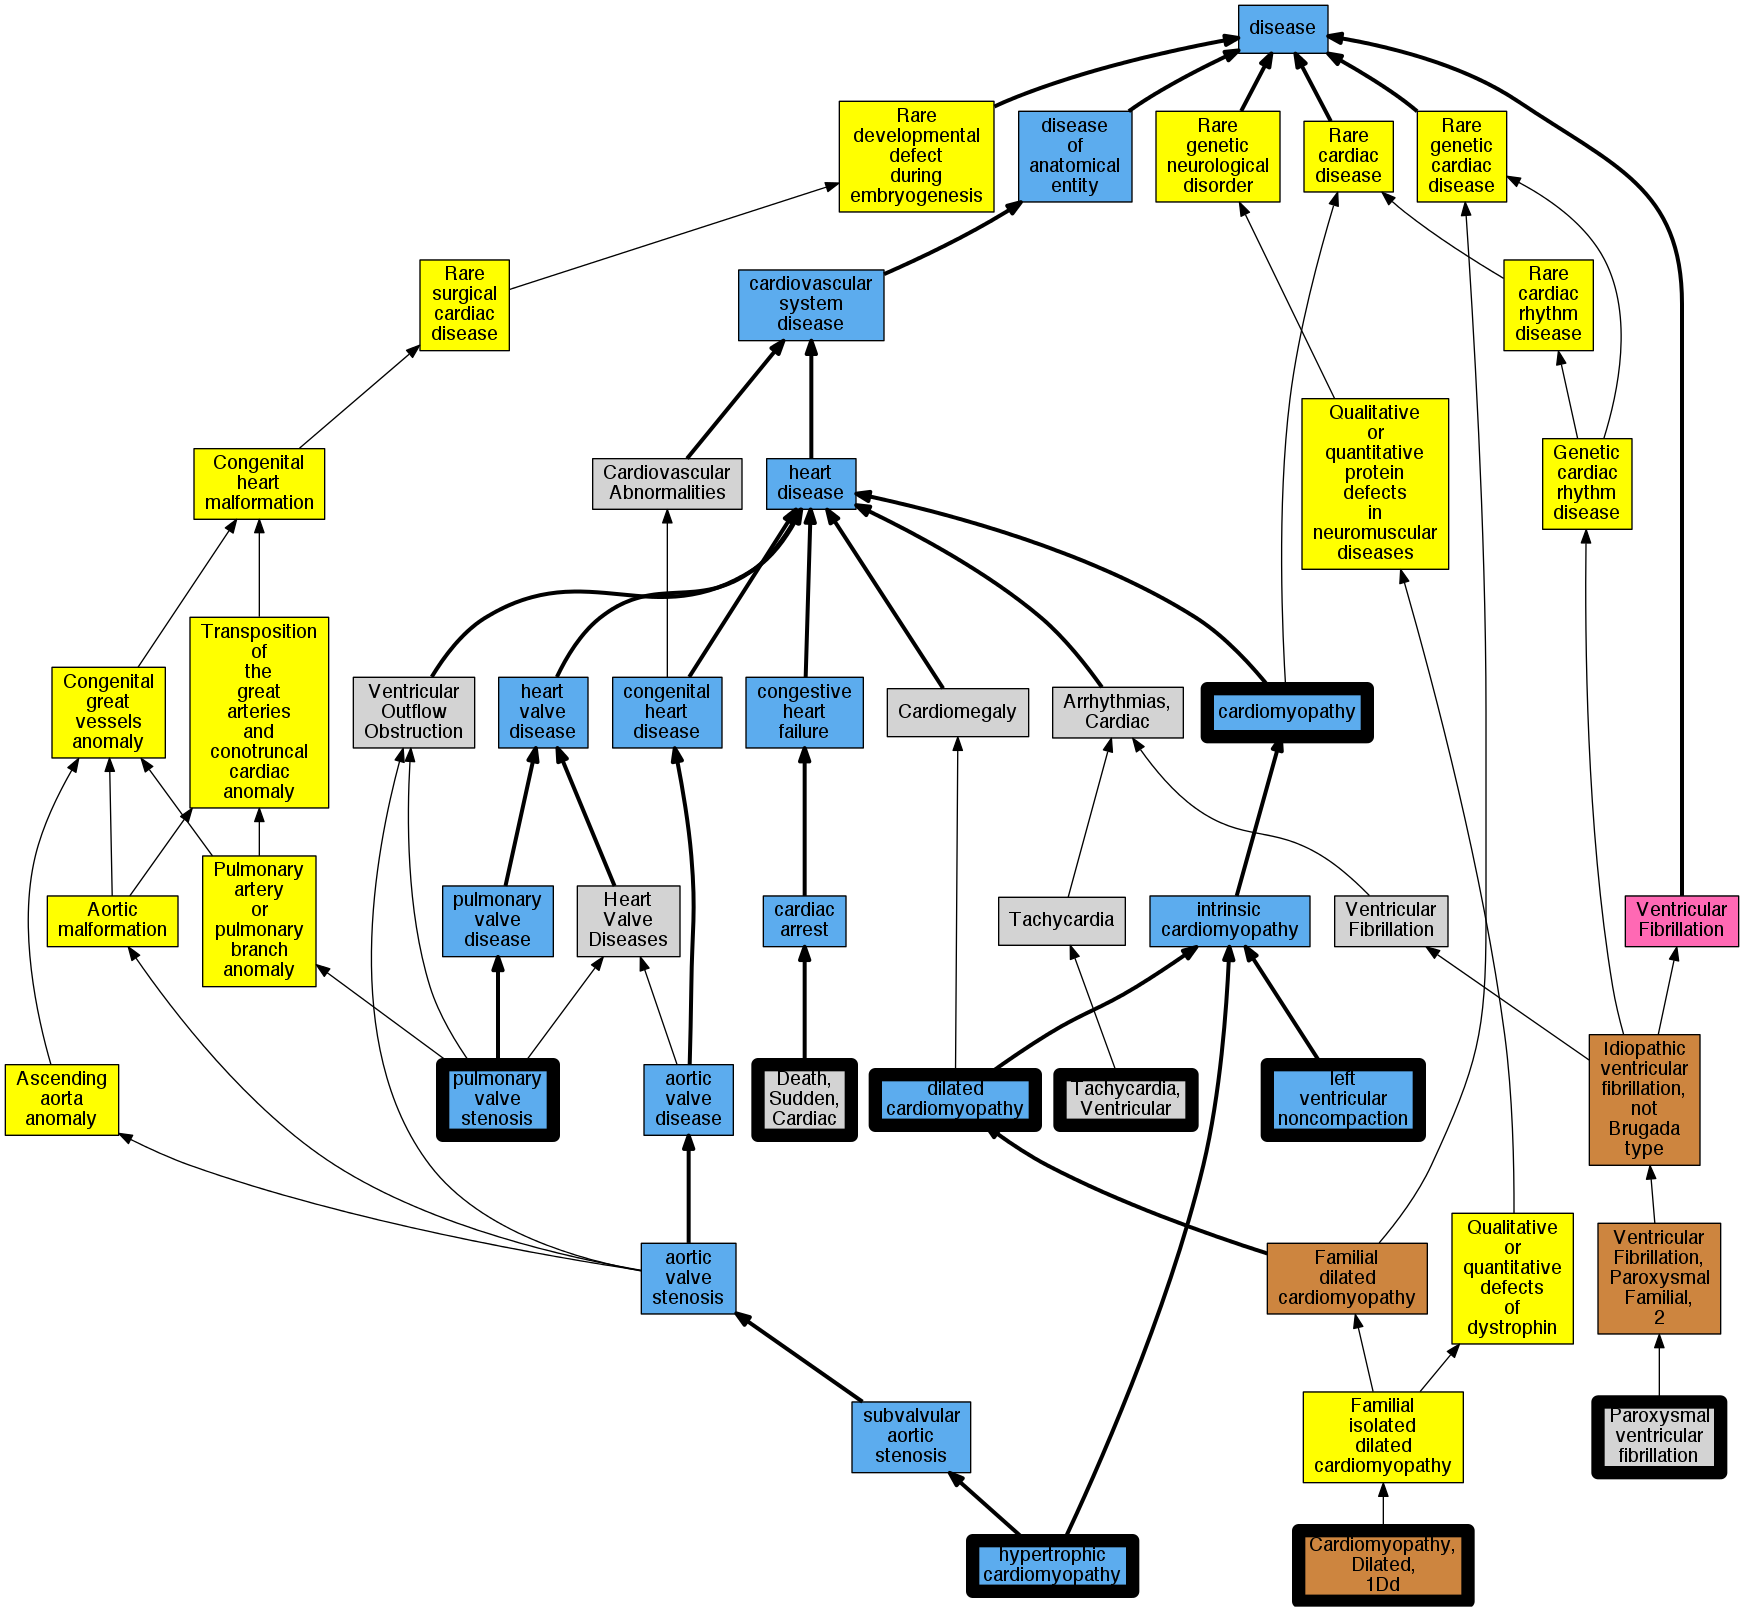 disease
Rare
developmental
defect
during
embryogenesis
disease
of
anatomical
entity
Rare
genetic
neurological
disorder
Rare
cardiac
disease
Rare
genetic
cardiac
disease
Rare
surgical
cardiac
disease
cardiovascular
system
disease
Rare
cardiac
rhythm
disease
Congenital
heart
malformation
Cardiovascular
Abnormalities
heart
disease
Qualitative
or
quantitative
protein
defects
in
neuromuscular
diseases
Genetic
cardiac
rhythm
disease
Congenital
great
vessels
anomaly
Transposition
of
the
great
arteries
and
conotruncal
cardiac
anomaly
Ventricular
Outflow
Obstruction
heart
valve
disease
congenital
heart
disease
congestive
heart
failure
Cardiomegaly
Arrhythmias,
Cardiac
cardiomyopathy
Aortic
malformation
Pulmonary
artery
or
pulmonary
branch
anomaly
pulmonary
valve
disease
Heart
Valve
Diseases
cardiac
arrest
Tachycardia
intrinsic
cardiomyopathy
Ventricular
Fibrillation
Ventricular
Fibrillation
Ascending
aorta
anomaly
pulmonary
valve
stenosis
aortic
valve
disease
Death,
Sudden,
Cardiac
dilated
cardiomyopathy
Tachycardia,
Ventricular
left
ventricular
noncompaction
Idiopathic
ventricular
fibrillation,
not
Brugada
type
aortic
valve
stenosis
Familial
dilated
cardiomyopathy
Qualitative
or
quantitative
defects
of
dystrophin
Ventricular
Fibrillation,
Paroxysmal
Familial,
2
subvalvular
aortic
stenosis
Familial
isolated
dilated
cardiomyopathy
Paroxysmal
ventricular
fibrillation
hypertrophic
cardiomyopathy
Cardiomyopathy,
Dilated,
1Dd